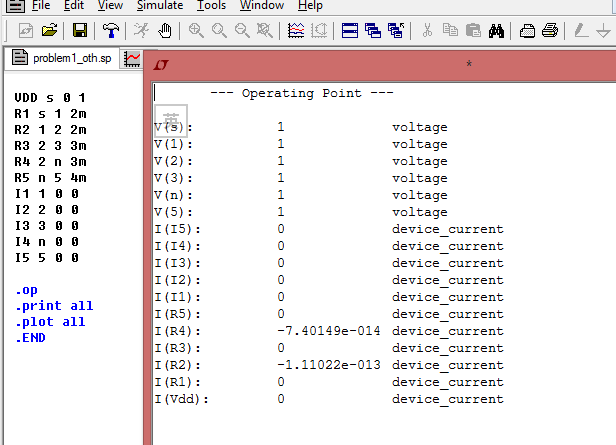 File Edit View Simulate Tools Window Help
problem1_oth.sp
*
VDD s 0 1
R1 s 1 2m
R2 1 2 2m
R3 2 3 3m
R4 2 n 3m
R5 n 5 4m
I1 1 0 0
I2 2 0 0
I3 3 0 0
I4 n 0 0
I5 5 0 0
.op
.print all
.plot all
.END
--- Operating Point ---
英
V(s): 1 voltage
V(1): 1 voltage
V(2): 1 voltage
V(3): 1 voltage
V(n): 1 voltage
V(5): 1 voltage
I(I5): 0 device_current
I(I4): 0 device_current
I(I3): 0 device_current
I(I2): 0 device_current
I(I1): 0 device_current
I(R5): 0 device_current
I(R4): -7.40149e-014 device_current
I(R3): 0 device_current
I(R2): -1.11022e-013 device_current
I(R1): 0 device_current
I(Vdd): 0 device_current